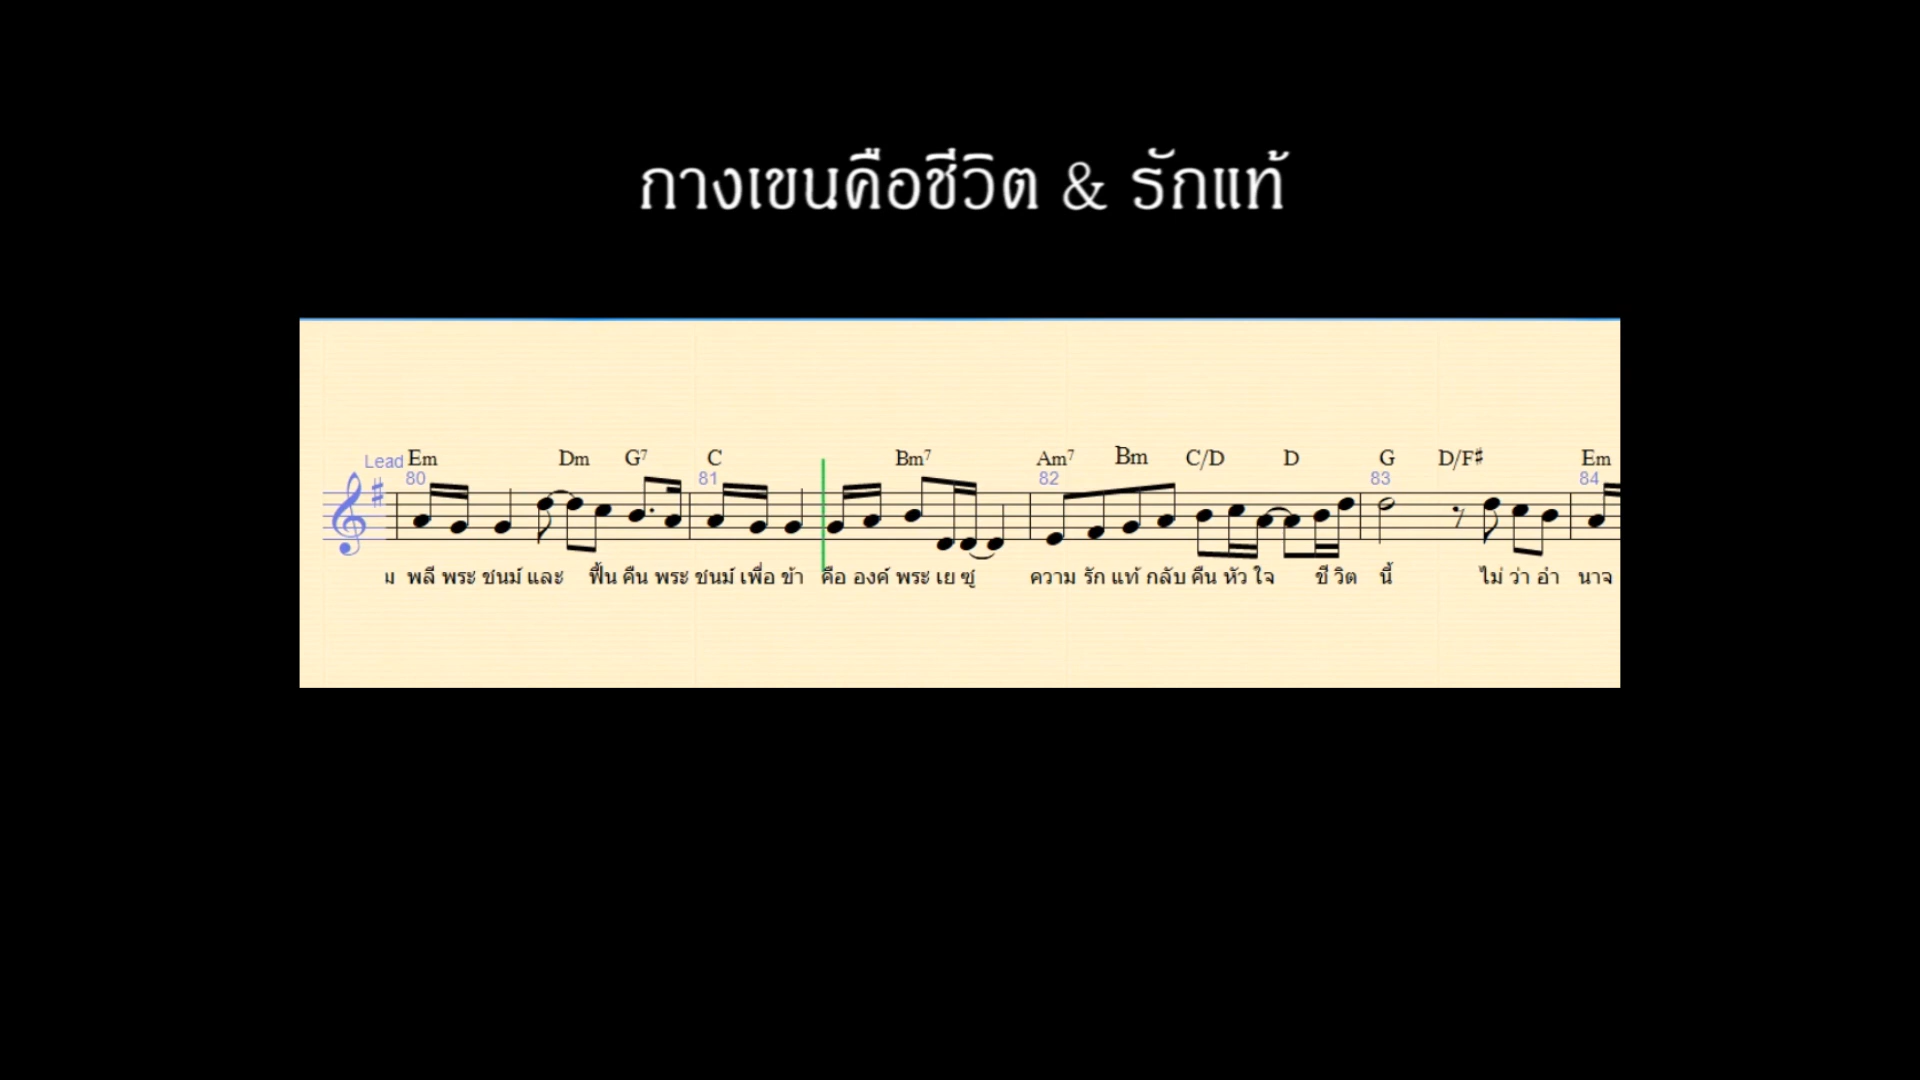 กางเขนคือชีวิต & รักแท้
Lead Em Dm G7 C Bm7 Am7 Bm C/D D G D/F♯ Em
80 81 82 83 84
ม พลี พระ ชนม์ และ ฟื้น คืน พระ ชนม์ เพื่อ ข้า คือ องค์ พระ เย ซู ความ รัก แท้ กลับ คืน หัว ใจ ชี วิต นี้ ไม่ ว่า อำ นาจ